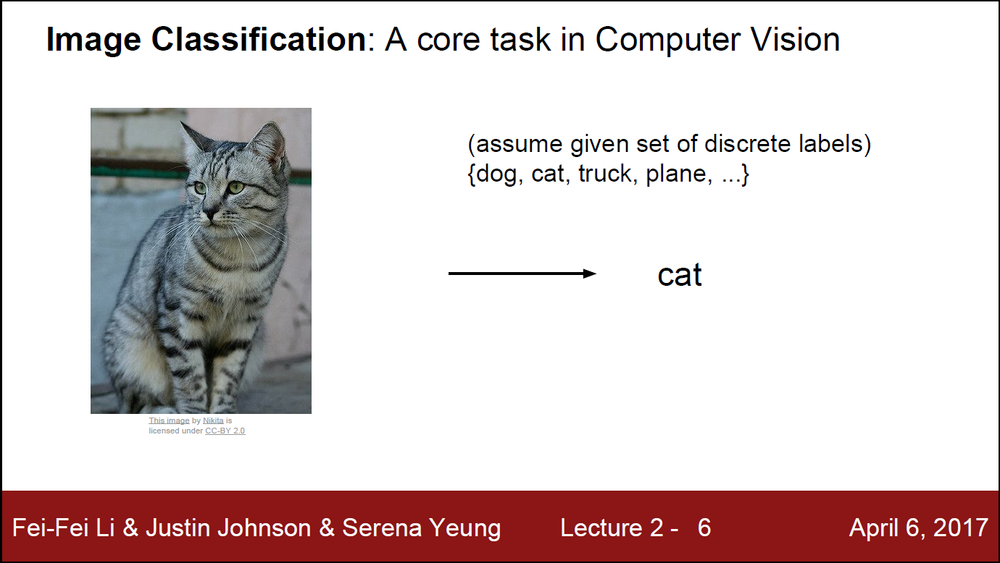 Image Classification: A core task in Computer Vision
(assume given set of discrete labels)
{dog, cat, truck, plane, ...}
cat
This image by Nikita is
licensed under CC-BY 2.0
Fei-Fei Li & Justin Johnson & Serena Yeung Lecture 2 - 6 April 6, 2017